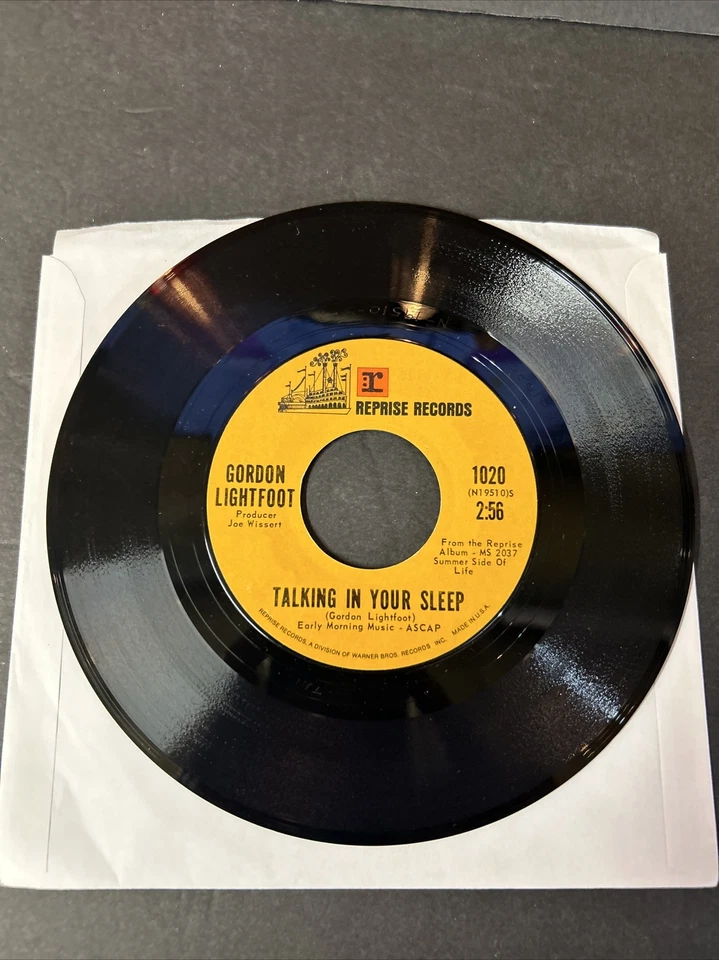 r
REPRISE RECORDS
GORDON
LIGHTFOOT
Producer
Joe Wissert
1020
(N19510)S
2:56
From the Reprise
Album - MS 2037
Summer Side Of
Life
TALKING IN YOUR SLEEP
(Gordon Lightfoot)
Early Morning Music - ASCAP
REPRISE RECORDS, A DIVISION OF WARNER BROS. RECORDS INC. MADE IN U.S.A.